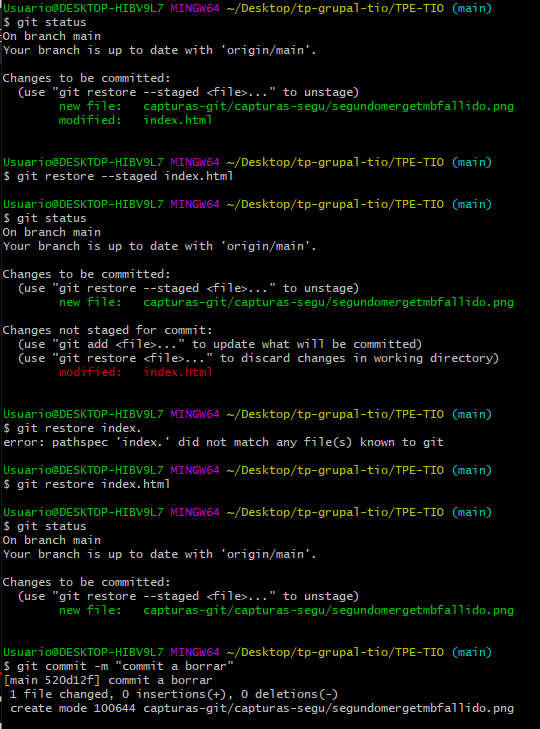 Usuario@DESKTOP-HIBV9L7 MINGW64 ~/Desktop/tp-grupal-tio/TPE-TIO (main)
$ git status
On branch main
Your branch is up to date with 'origin/main'.
Changes to be committed:
(use "git restore --staged <file>..." to unstage)
new file: capturas-git/capturas-segu/segundomergetmbfallido.png
modified: index.html
Usuario@DESKTOP-HIBV9L7 MINGW64 ~/Desktop/tp-grupal-tio/TPE-TIO (main)
$ git restore --staged index.html
Usuario@DESKTOP-HIBV9L7 MINGW64 ~/Desktop/tp-grupal-tio/TPE-TIO (main)
$ git status
On branch main
Your branch is up to date with 'origin/main'.
Changes to be committed:
(use "git restore --staged <file>..." to unstage)
new file: capturas-git/capturas-segu/segundomergetmbfallido.png
Changes not staged for commit:
(use "git add <file>..." to update what will be committed)
(use "git restore <file>..." to discard changes in working directory)
modified: index.html
Usuario@DESKTOP-HIBV9L7 MINGW64 ~/Desktop/tp-grupal-tio/TPE-TIO (main)
$ git restore index.
error: pathspec 'index.' did not match any file(s) known to git
Usuario@DESKTOP-HIBV9L7 MINGW64 ~/Desktop/tp-grupal-tio/TPE-TIO (main)
$ git restore index.html
Usuario@DESKTOP-HIBV9L7 MINGW64 ~/Desktop/tp-grupal-tio/TPE-TIO (main)
$ git status
On branch main
Your branch is up to date with 'origin/main'.
Changes to be committed:
(use "git restore --staged <file>..." to unstage)
new file: capturas-git/capturas-segu/segundomergetmbfallido.png
Usuario@DESKTOP-HIBV9L7 MINGW64 ~/Desktop/tp-grupal-tio/TPE-TIO (main)
$ git commit -m "commit a borrar"
[main 520d12f] commit a borrar
1 file changed, 0 insertions(+), 0 deletions(-)
create mode 100644 capturas-git/capturas-segu/segundomergetmbfallido.png